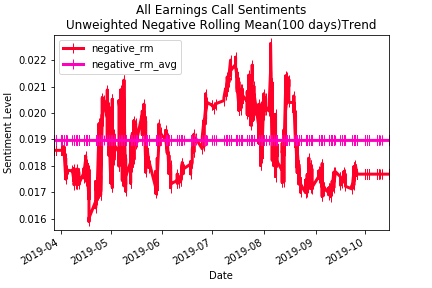 All Earnings Call Sentiments
Unweighted Negative Rolling Mean(100 days)Trend
negative_rm
negative_rm_avg
Sentiment Level
0.022
0.021
0.020
0.019
0.018
0.017
0.016
2019-04
2019-05
2019-06
2019-07
2019-08
2019-09
2019-10
Date